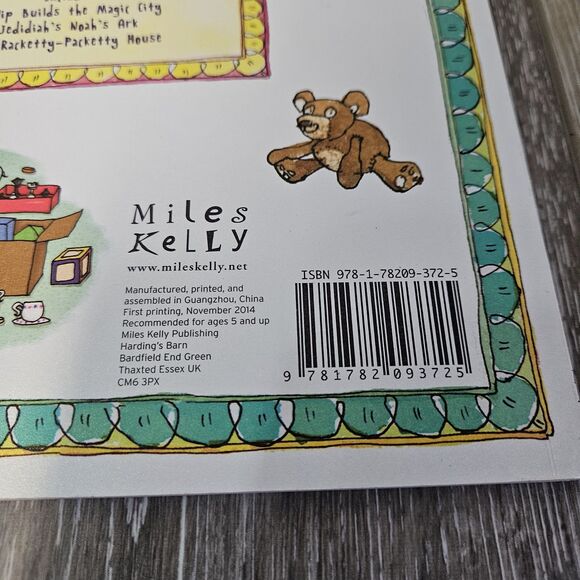 ip Builds the Magic City
Jedidiah's Noah's Ark
Racketty-Packetty House
Miles
Kelly
www.mileskelly.net
Manufactured, printed, and
assembled in Guangzhou, China
First printing, November 2014
Recommended for ages 5 and up
Miles Kelly Publishing
Harding's Barn
Bardfield End Green
Thaxted Essex UK
CM6 3PX
ISBN 978-1-78209-372-5
9 781782 093725